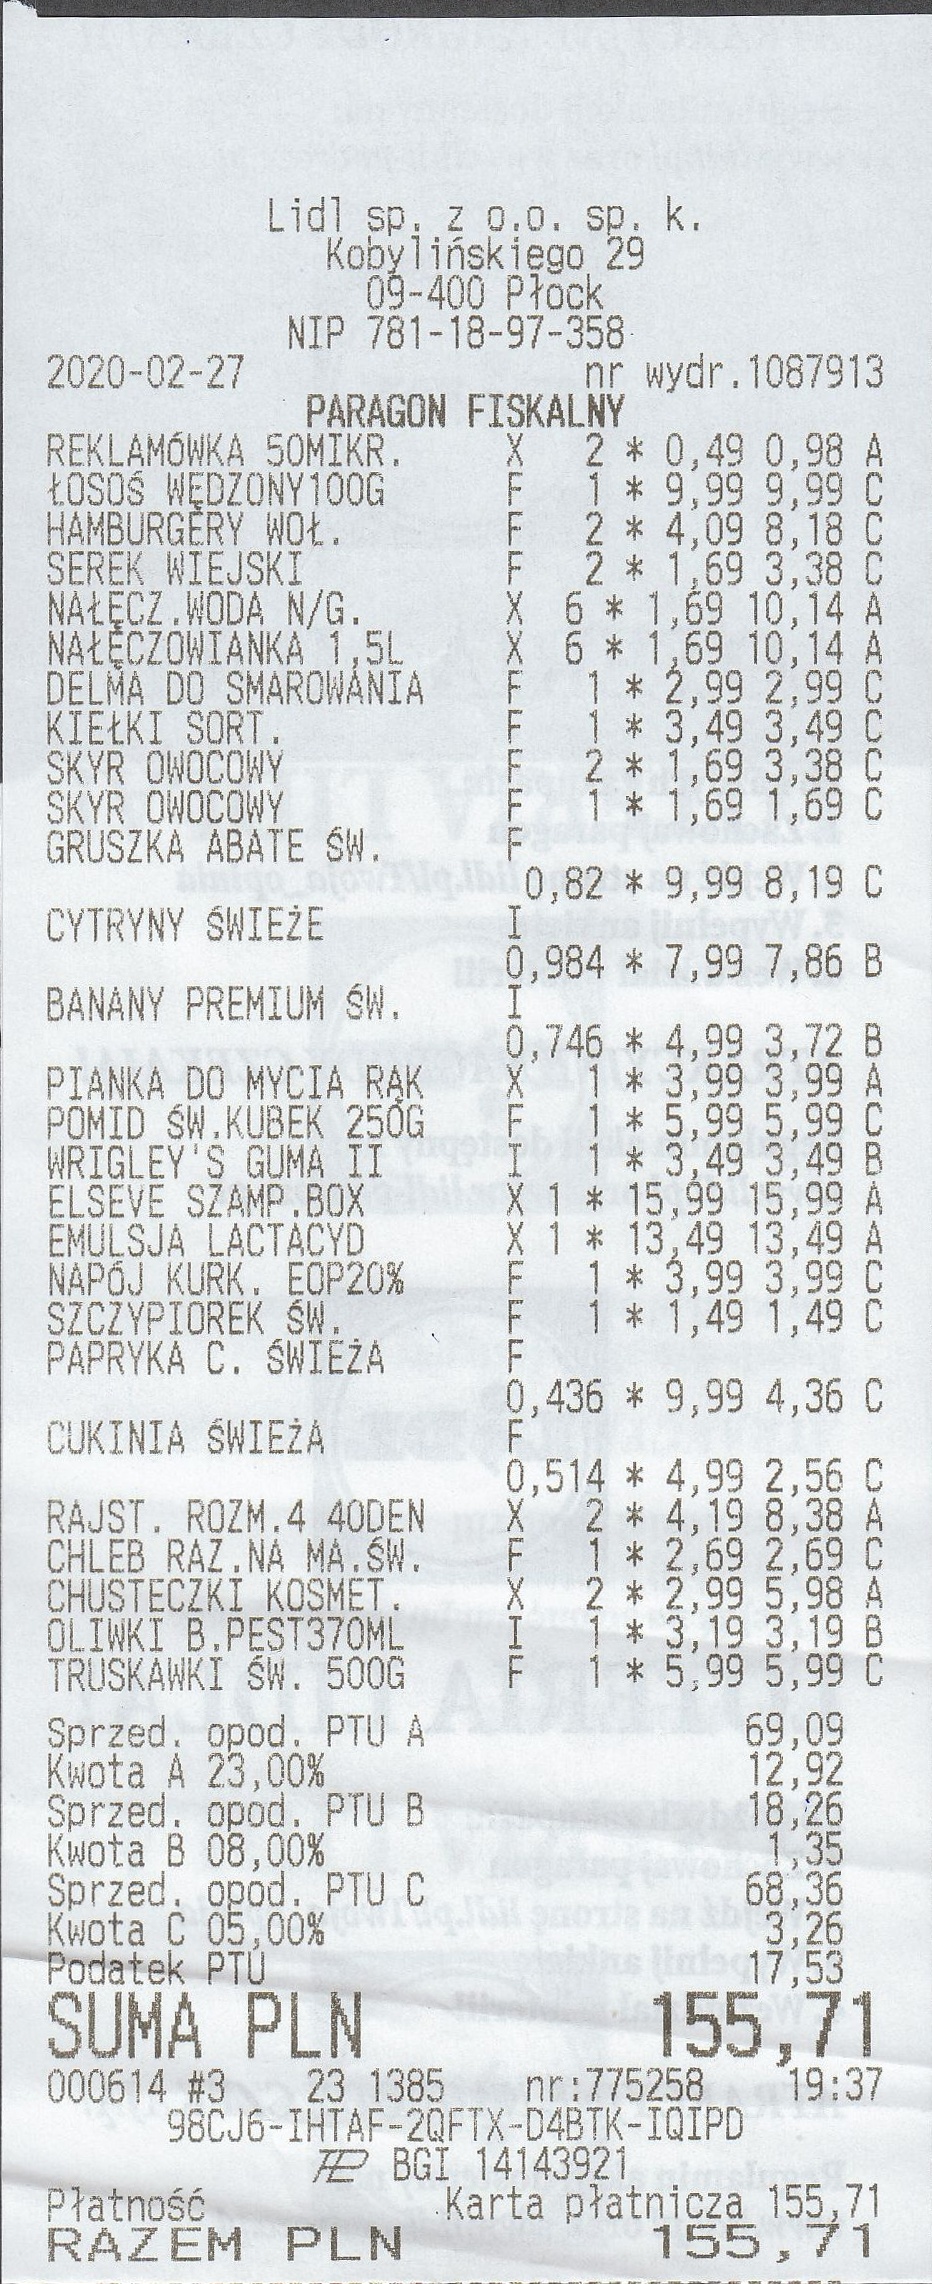 Lidl sp. z o.o. sp. k.
Kobylińskiego 29
09-400 Płock
NIP 781-18-97-358
2020-02-27 nr wydr.1087913
PARAGON FISKALNY
REKLAMÓWKA 50MIKR. X 2 * 0,49 0,98 A
ŁOSOŚ WĘDZONY100G F 1 * 9,99 9,99 C
HAMBURGERY WOŁ. F 2 * 4,09 8,18 C
SEREK WIEJSKI F 2 * 1,69 3,38 C
NAŁĘCZ.WODA N/G. X 6 * 1,69 10,14 A
NAŁĘCZOWIANKA 1,5L X 6 * 1,69 10,14 A
DELMA DO SMAROWANIA F 1 * 2,99 2,99 C
KIEŁKI SORT. F 1 * 3,49 3,49 C
SKYR OWOCOWY F 2 * 1,69 3,38 C
SKYR OWOCOWY F 1 * 1,69 1,69 C
GRUSZKA ABATE ŚW. F
0,82 * 9,99 8,19 C
CYTRYNY ŚWIEŻE I
0,984 * 7,99 7,86 B
BANANY PREMIUM ŚW. I
0,746 * 4,99 3,72 B
PIANKA DO MYCIA RĄK X 1 * 3,99 3,99 A
POMID ŚW.KUBEK 250G F 1 * 5,99 5,99 C
WRIGLEY'S GUMA II I 1 * 3,49 3,49 B
ELSEVE SZAMP.BOX X 1 * 15,99 15,99 A
EMULSJA LACTACYD X 1 * 13,49 13,49 A
NAPÓJ KURK. EOP20% F 1 * 3,99 3,99 C
SZCZYPIOREK ŚW. F 1 * 1,49 1,49 C
PAPRYKA C. ŚWIEŻA F
0,436 * 9,99 4,36 C
CUKINIA ŚWIEŻA F
0,514 * 4,99 2,56 C
RAJST. ROZM.4 40DEN X 2 * 4,19 8,38 A
CHLEB RAZ.NA MA.ŚW. F 1 * 2,69 2,69 C
CHUSTECZKI KOSMET. X 2 * 2,99 5,98 A
OLIWKI B.PEST370ML I 1 * 3,19 3,19 B
TRUSKAWKI ŚW. 500G F 1 * 5,99 5,99 C
Sprzed. opod. PTU A 69,09
Kwota A 23,00% 12,92
Sprzed. opod. PTU B 18,26
Kwota B 08,00% 1,35
Sprzed. opod. PTU C 68,36
Kwota C 05,00% 3,26
Podatek PTU 17,53
SUMA PLN 155,71
000614 #3 23 1385 nr:775258 19:37
98CJ6-IHTAF-2QFTX-D4BTK-IQIPD
BGI 14143921
Płatność Karta płatnicza 155,71
RAZEM PLN 155,71